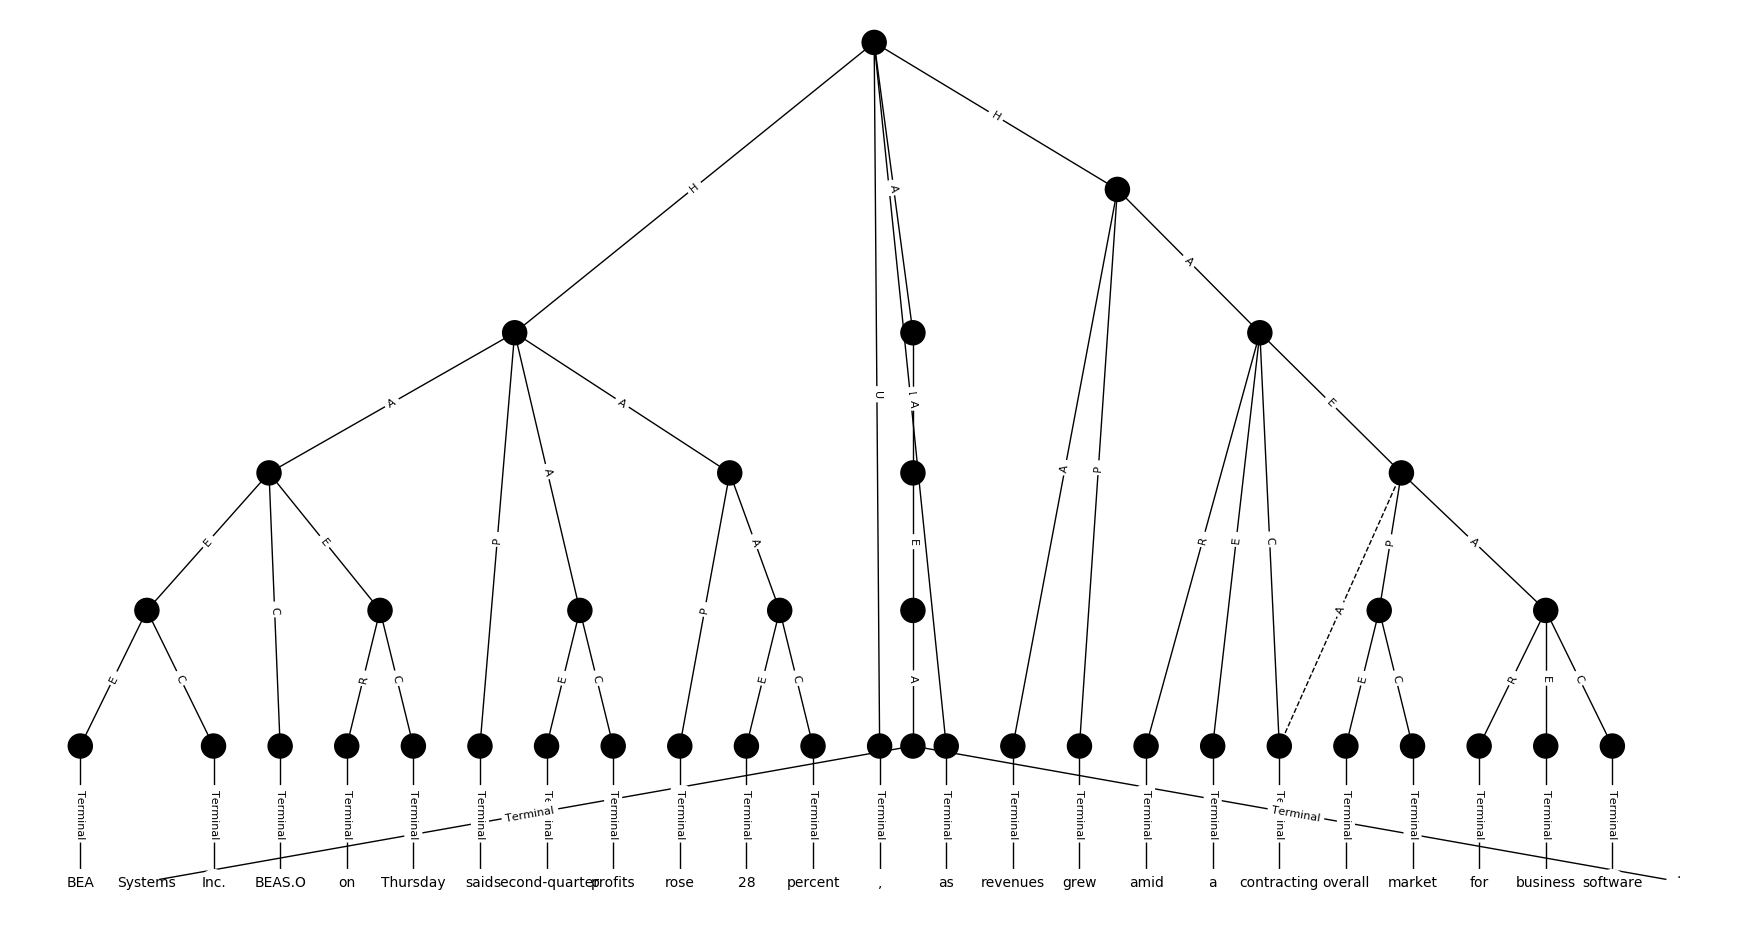 H
H
A
A
U
A
A
A
A
A
P
E
E
E
P
A
E
R
E
C
P
A
C
P
A
A
E
C
R
C
E
C
E
C
A
E
C
R
E
C
Terminal Terminal Terminal Terminal Terminal Terminal Terminal Terminal Terminal Terminal Terminal Terminal Terminal Terminal Terminal Terminal Terminal Terminal Terminal Terminal Terminal Terminal
Terminal Terminal
BEA Systems Inc. BEAS.O on Thursday said second-quarter profits rose 28 percent , as revenues grew amid a contracting overall market for business software .